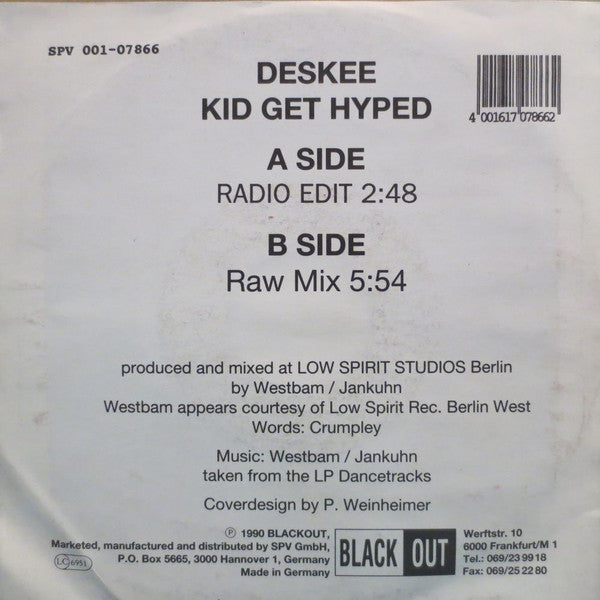 SPV 001-07866
DESKEE
KID GET HYPED
4 001617 078662
A SIDE
RADIO EDIT 2:48
B SIDE
Raw Mix 5:54
produced and mixed at LOW SPIRIT STUDIOS Berlin
by Westbam / Jankuhn
Westbam appears courtesy of Low Spirit Rec. Berlin West
Words: Crumpley
Music: Westbam / Jankuhn
taken from the LP Dancetracks
Coverdesign by P. Weinheimer
℗ 1990 BLACKOUT,
Marketed, manufactured and distributed by SPV GmbH,
P.O. Box 5665, 3000 Hannover 1, Germany
Made in Germany
LC 6951
BLACK OUT
Werftstr. 10
6000 Frankfurt/M 1
Tel.: 069/23 99 18
Fax: 069/25 22 80